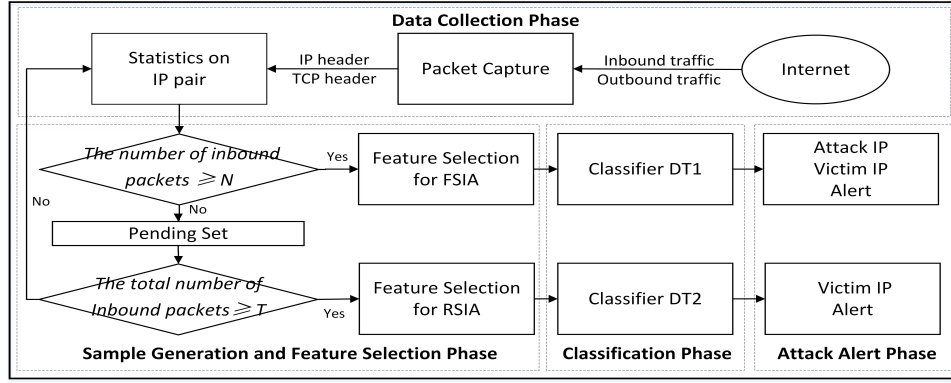 Data Collection Phase
Statistics on
IP pair
IP header
TCP header
Packet Capture
Inbound traffic
Outbound traffic
Internet
The number of inbound
packets ⩾ N
Yes
Feature Selection
for FSIA
Classifier DT1
Attack IP
Victim IP
Alert
No
No
Pending Set
The total number of
Inbound packets ⩾ T
Yes
Feature Selection
for RSIA
Classifier DT2
Victim IP
Alert
Sample Generation and Feature Selection Phase
Classification Phase
Attack Alert Phase